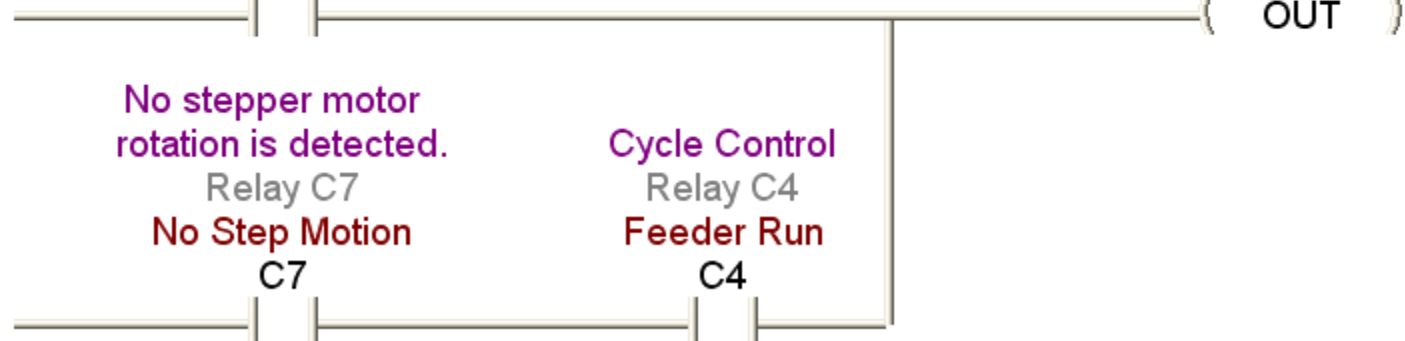 OUT
No stepper motor
rotation is detected.
Relay C7
No Step Motion
C7
Cycle Control
Relay C4
Feeder Run
C4